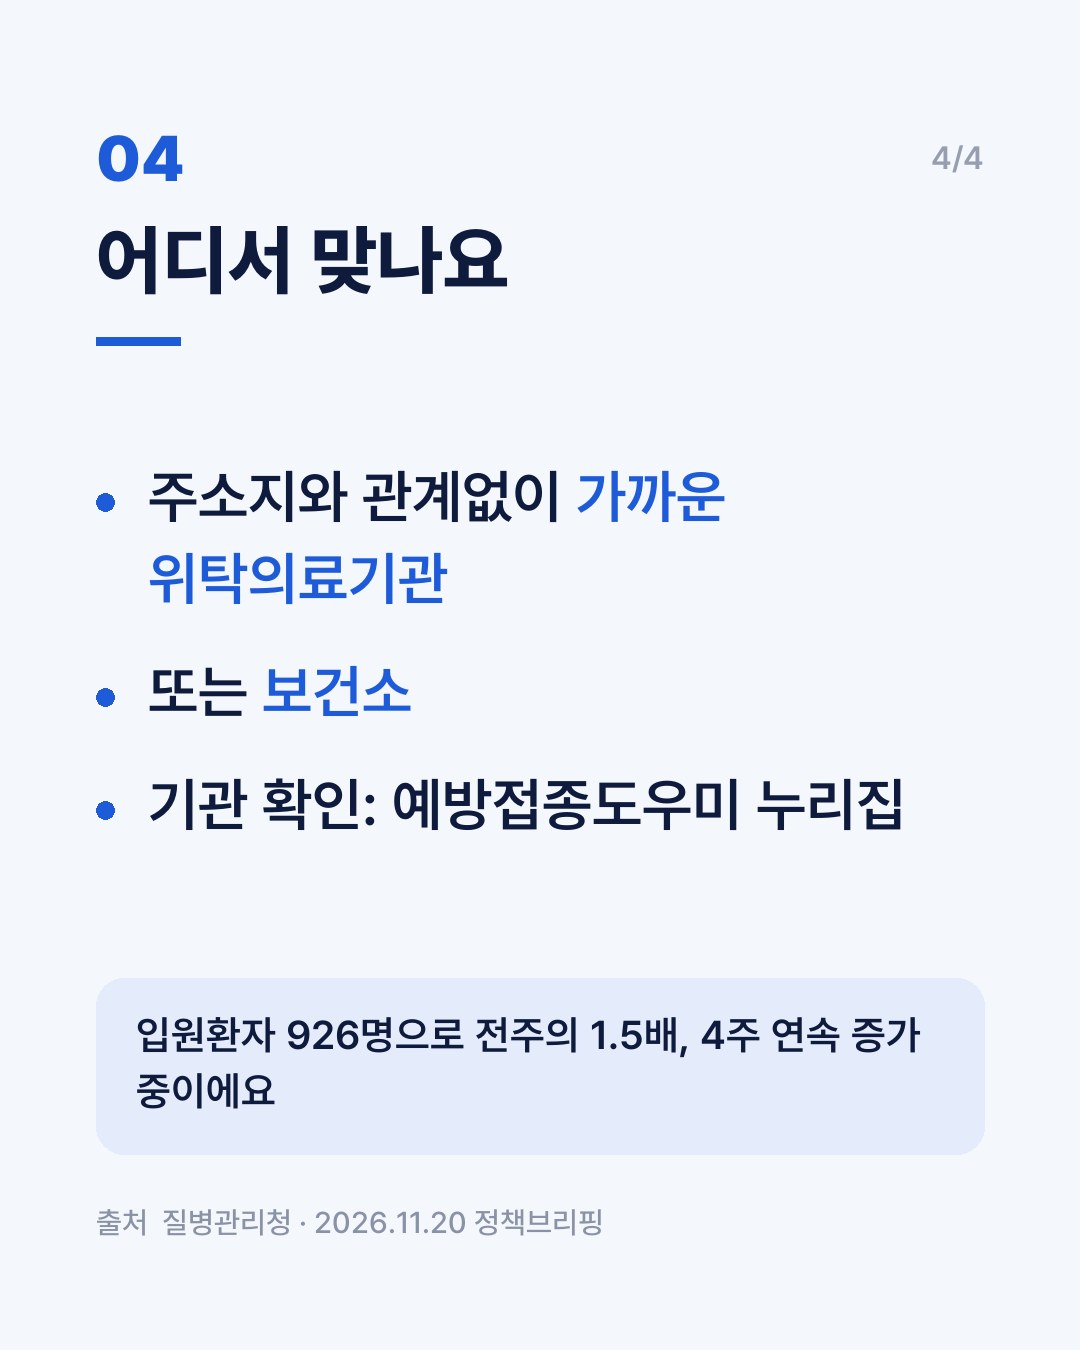 04
4/4
어디서 맞나요
주소지와 관계없이 가까운
위탁의료기관
또는 보건소
기관 확인: 예방접종도우미 누리집
입원환자 926명으로 전주의 1.5배, 4주 연속 증가
중이에요
출처 질병관리청 · 2026.11.20 정책브리핑